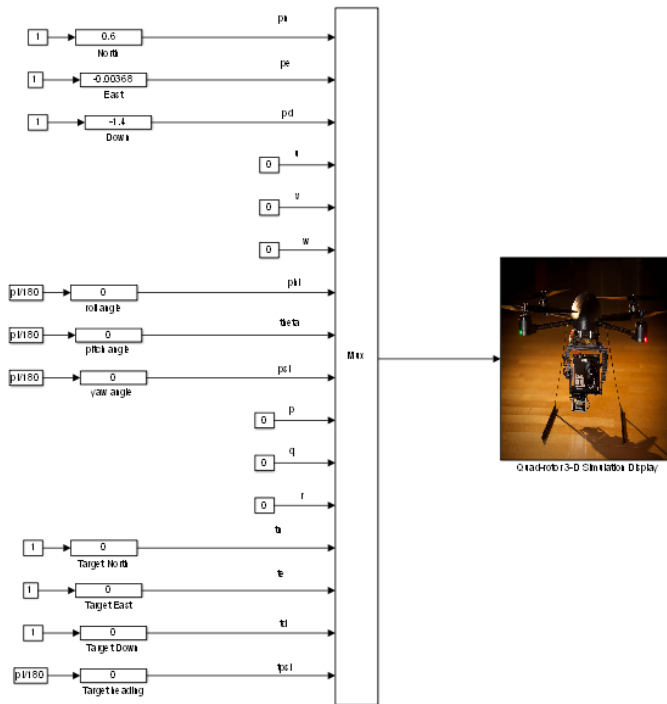 pn
1 0.6
North
pe
1 -0.00368
East
pd
1 -1.4
Down
u
0
v
0
w
0
phi
pi/180 0
roll angle
theta
pi/180 0
pitch angle
Mux
psi
pi/180 0
yaw angle
p
0
q
0
Quad-rotor 3-D Simulation Display
r
0
tn
1 0
Target North
te
1 0
Target East
td
1 0
Target Down
tpsi
pi/180 0
Target heading